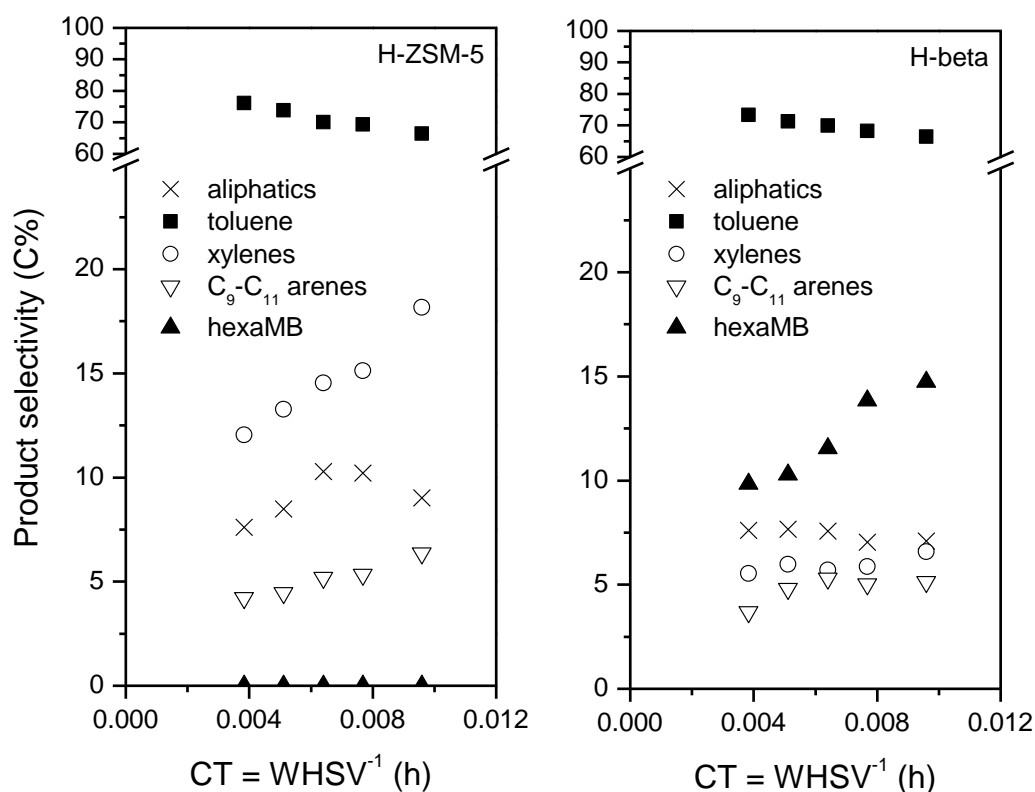 Product selectivity (C%)
H-ZSM-5
100
90
80
70
60
20
15
10
5
0
× aliphatics
■ toluene
○ xylenes
▽ C₉-C₁₁ arenes
▲ hexaMB
0.000 0.004 0.008 0.012
CT = WHSV⁻¹ (h)
H-beta
100
90
80
70
60
20
15
10
5
0
× aliphatics
■ toluene
○ xylenes
▽ C₉-C₁₁ arenes
▲ hexaMB
0.000 0.004 0.008 0.012
CT = WHSV⁻¹ (h)